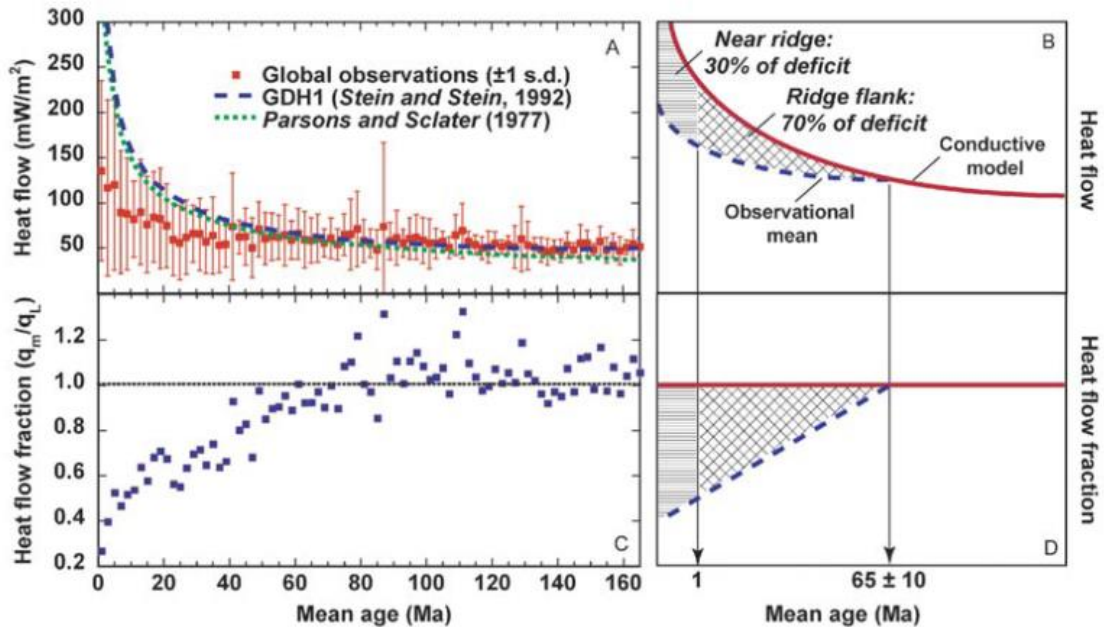 300
250
200
150
100
50
Heat flow (mW/m²)
A
Global observations (±1 s.d.)
GDH1 (Stein and Stein, 1992)
Parsons and Sclater (1977)
B
Near ridge:
30% of deficit
Ridge flank:
70% of deficit
Conductive
model
Observational
mean
Heat flow
1.2
1.0
0.8
0.6
0.4
0.2
Heat flow fraction (qm/qL)
C
0 20 40 60 80 100 120 140 160
Mean age (Ma)
D
1 65 ± 10
Mean age (Ma)
Heat flow fraction